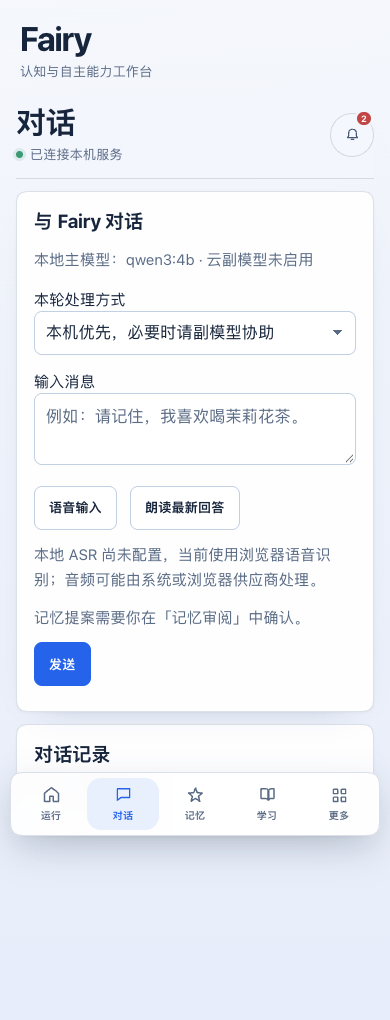 Fairy
认知与自主能力工作台
对话
2
已连接本机服务
与 Fairy 对话
本地主模型：qwen3:4b · 云副模型未启用
本轮处理方式
本机优先，必要时请副模型协助
输入消息
例如：请记住，我喜欢喝茉莉花茶。
语音输入
朗读最新回答
本地 ASR 尚未配置，当前使用浏览器语音识
别；音频可能由系统或浏览器供应商处理。
记忆提案需要你在「记忆审阅」中确认。
发送
对话记录
运行
对话
记忆
学习
更多